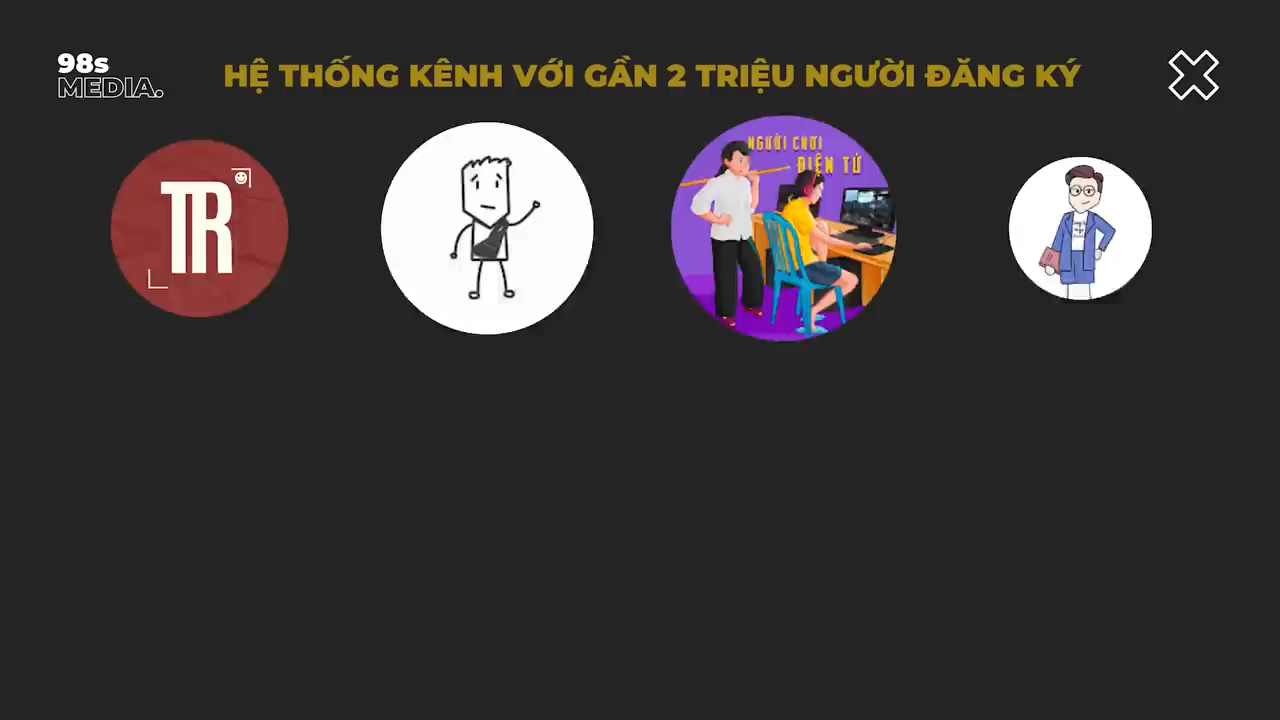 98s
MEDIA.
HỆ THỐNG KÊNH VỚI GẦN 2 TRIỆU NGƯỜI ĐĂNG KÝ
TR
NGƯỜI CHƠI
ĐIỆN TỬ